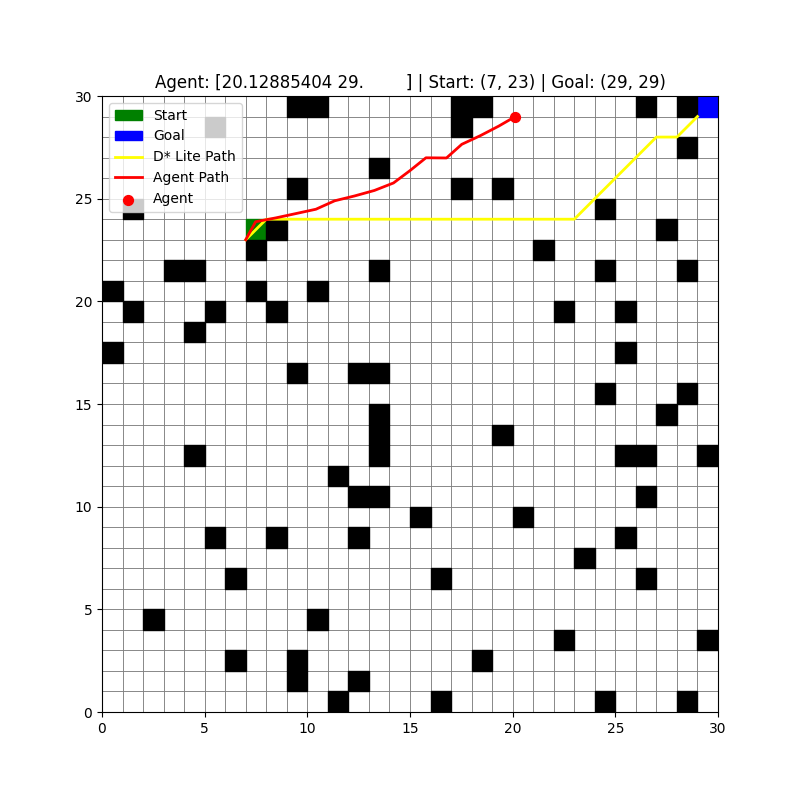 Agent: [20.12885404 29.        ] | Start: (7, 23) | Goal: (29, 29)
30
Start
Goal
D* Lite Path
Agent Path
Agent
25
20
15
10
5
0
0 5 10 15 20 25 30